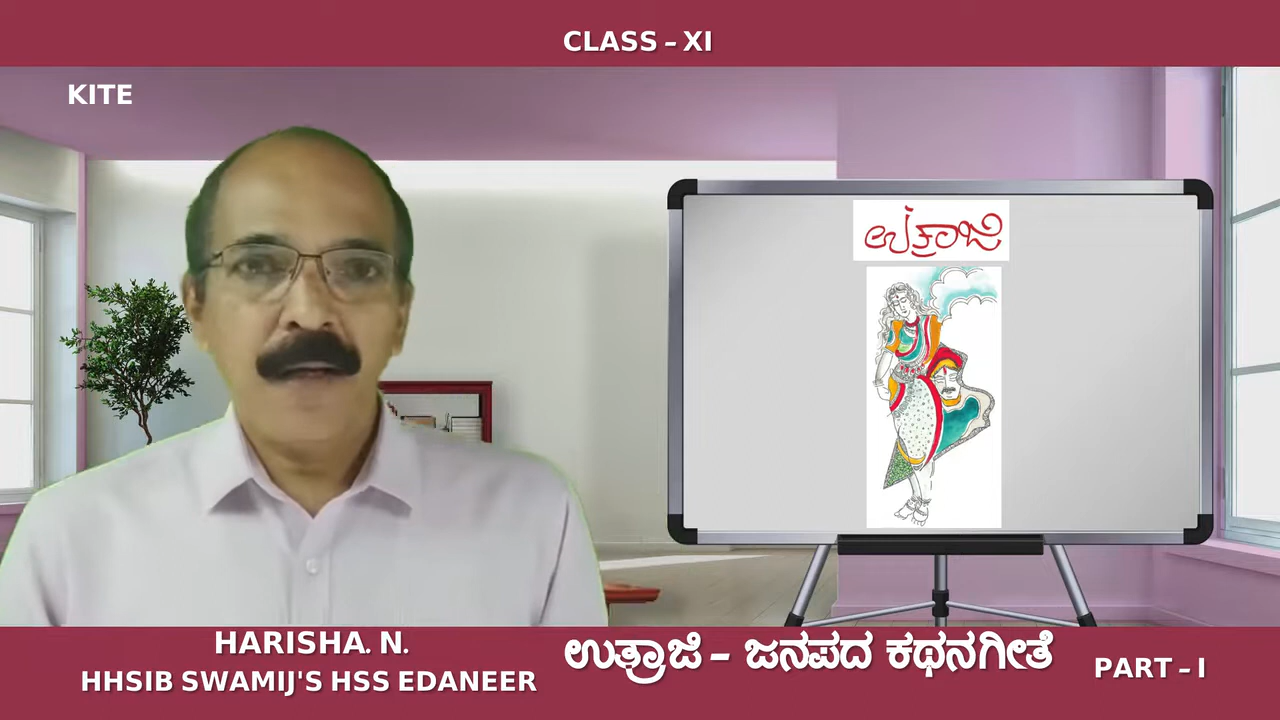 CLASS – XI
KITE
ಉತ್ರಾಜಿ
HARISHA. N.
HHSIB SWAMIJ'S HSS EDANEER
ಉತ್ರಾಜಿ – ಜನಪದ ಕಥನಗೀತೆ
PART – I